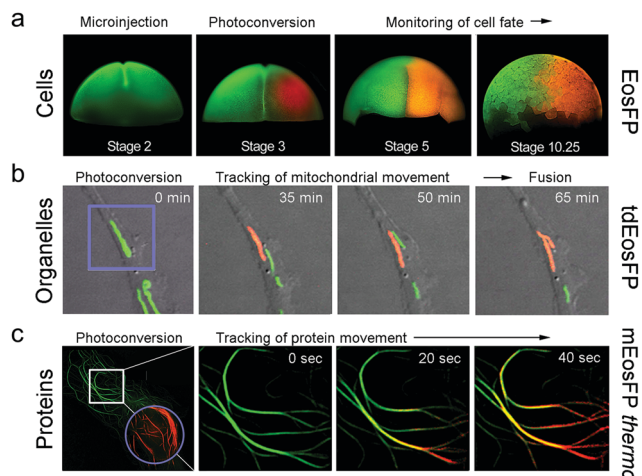 a
Microinjection
Photoconversion
Monitoring of cell fate
Cells
Stage 2
Stage 3
Stage 5
Stage 10.25
EosFP
b
Photoconversion
Tracking of mitochondrial movement
Fusion
Organelles
0 min
35 min
50 min
65 min
tdEosFP
c
Photoconversion
Tracking of protein movement
Proteins
0 sec
20 sec
40 sec
mEosFP thermo